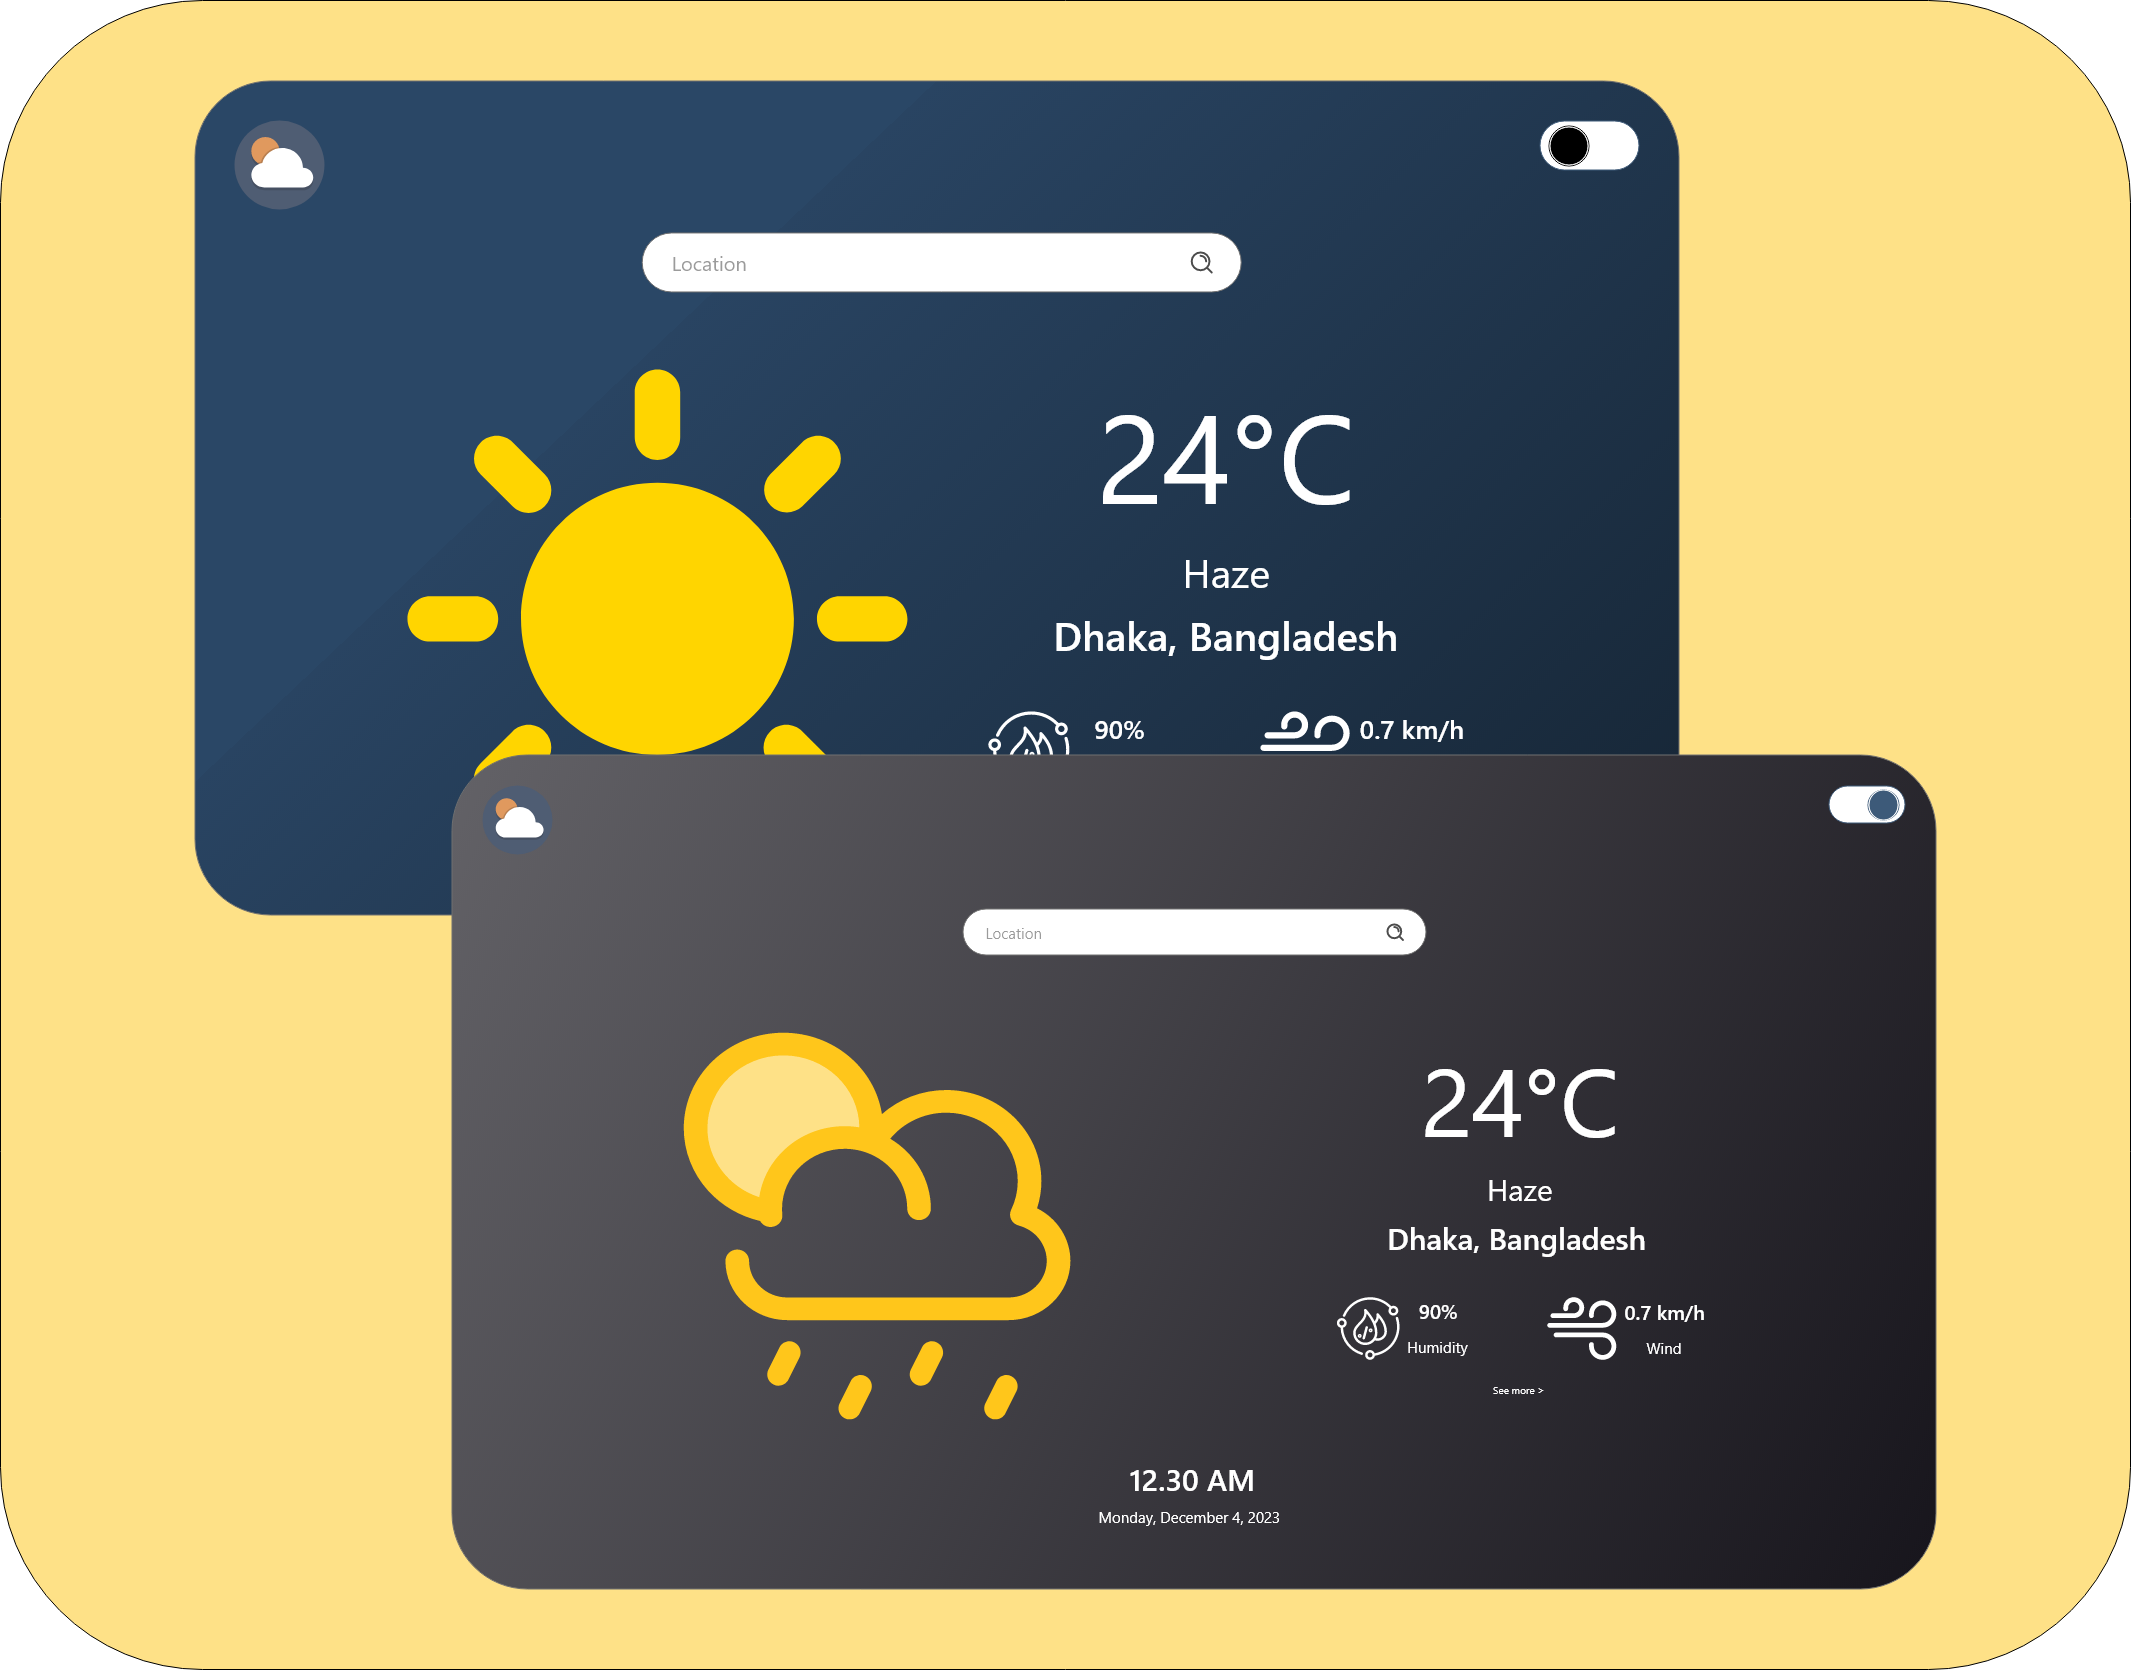 Location
24°C
Haze
Dhaka, Bangladesh
90%
0.7 km/h
Location
24°C
Haze
Dhaka, Bangladesh
90%
0.7 km/h
Humidity
Wind
See more >
12.30 AM
Monday, December 4, 2023